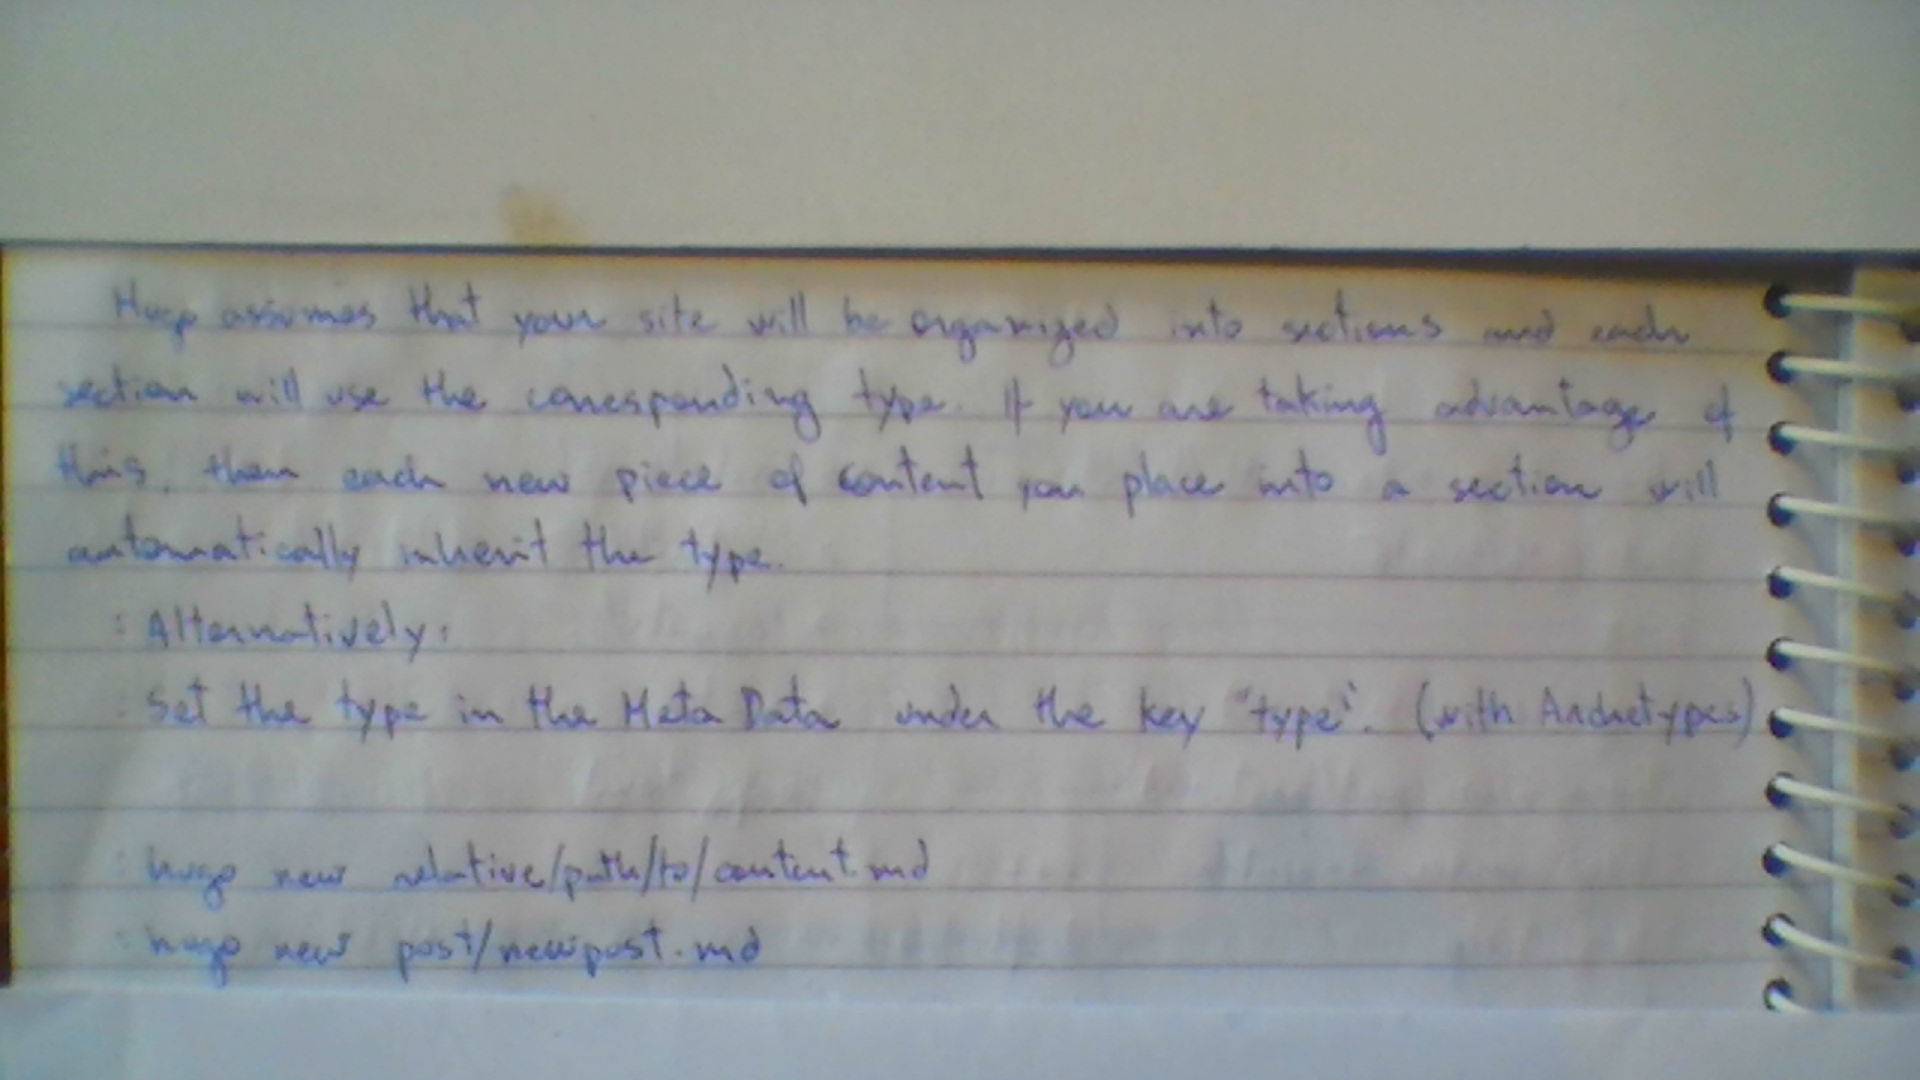 Hugo assumes that your site will be organized into sections and each
section will use the corresponding type. If you are taking advantage of
this, then each new piece of content you place into a section will
automatically inherit the type.
: Alternatively:
: Set the type in the Meta Data under the key "type". (with Archetypes)
: hugo new relative/path/to/content.md
: hugo new post/newpost.md